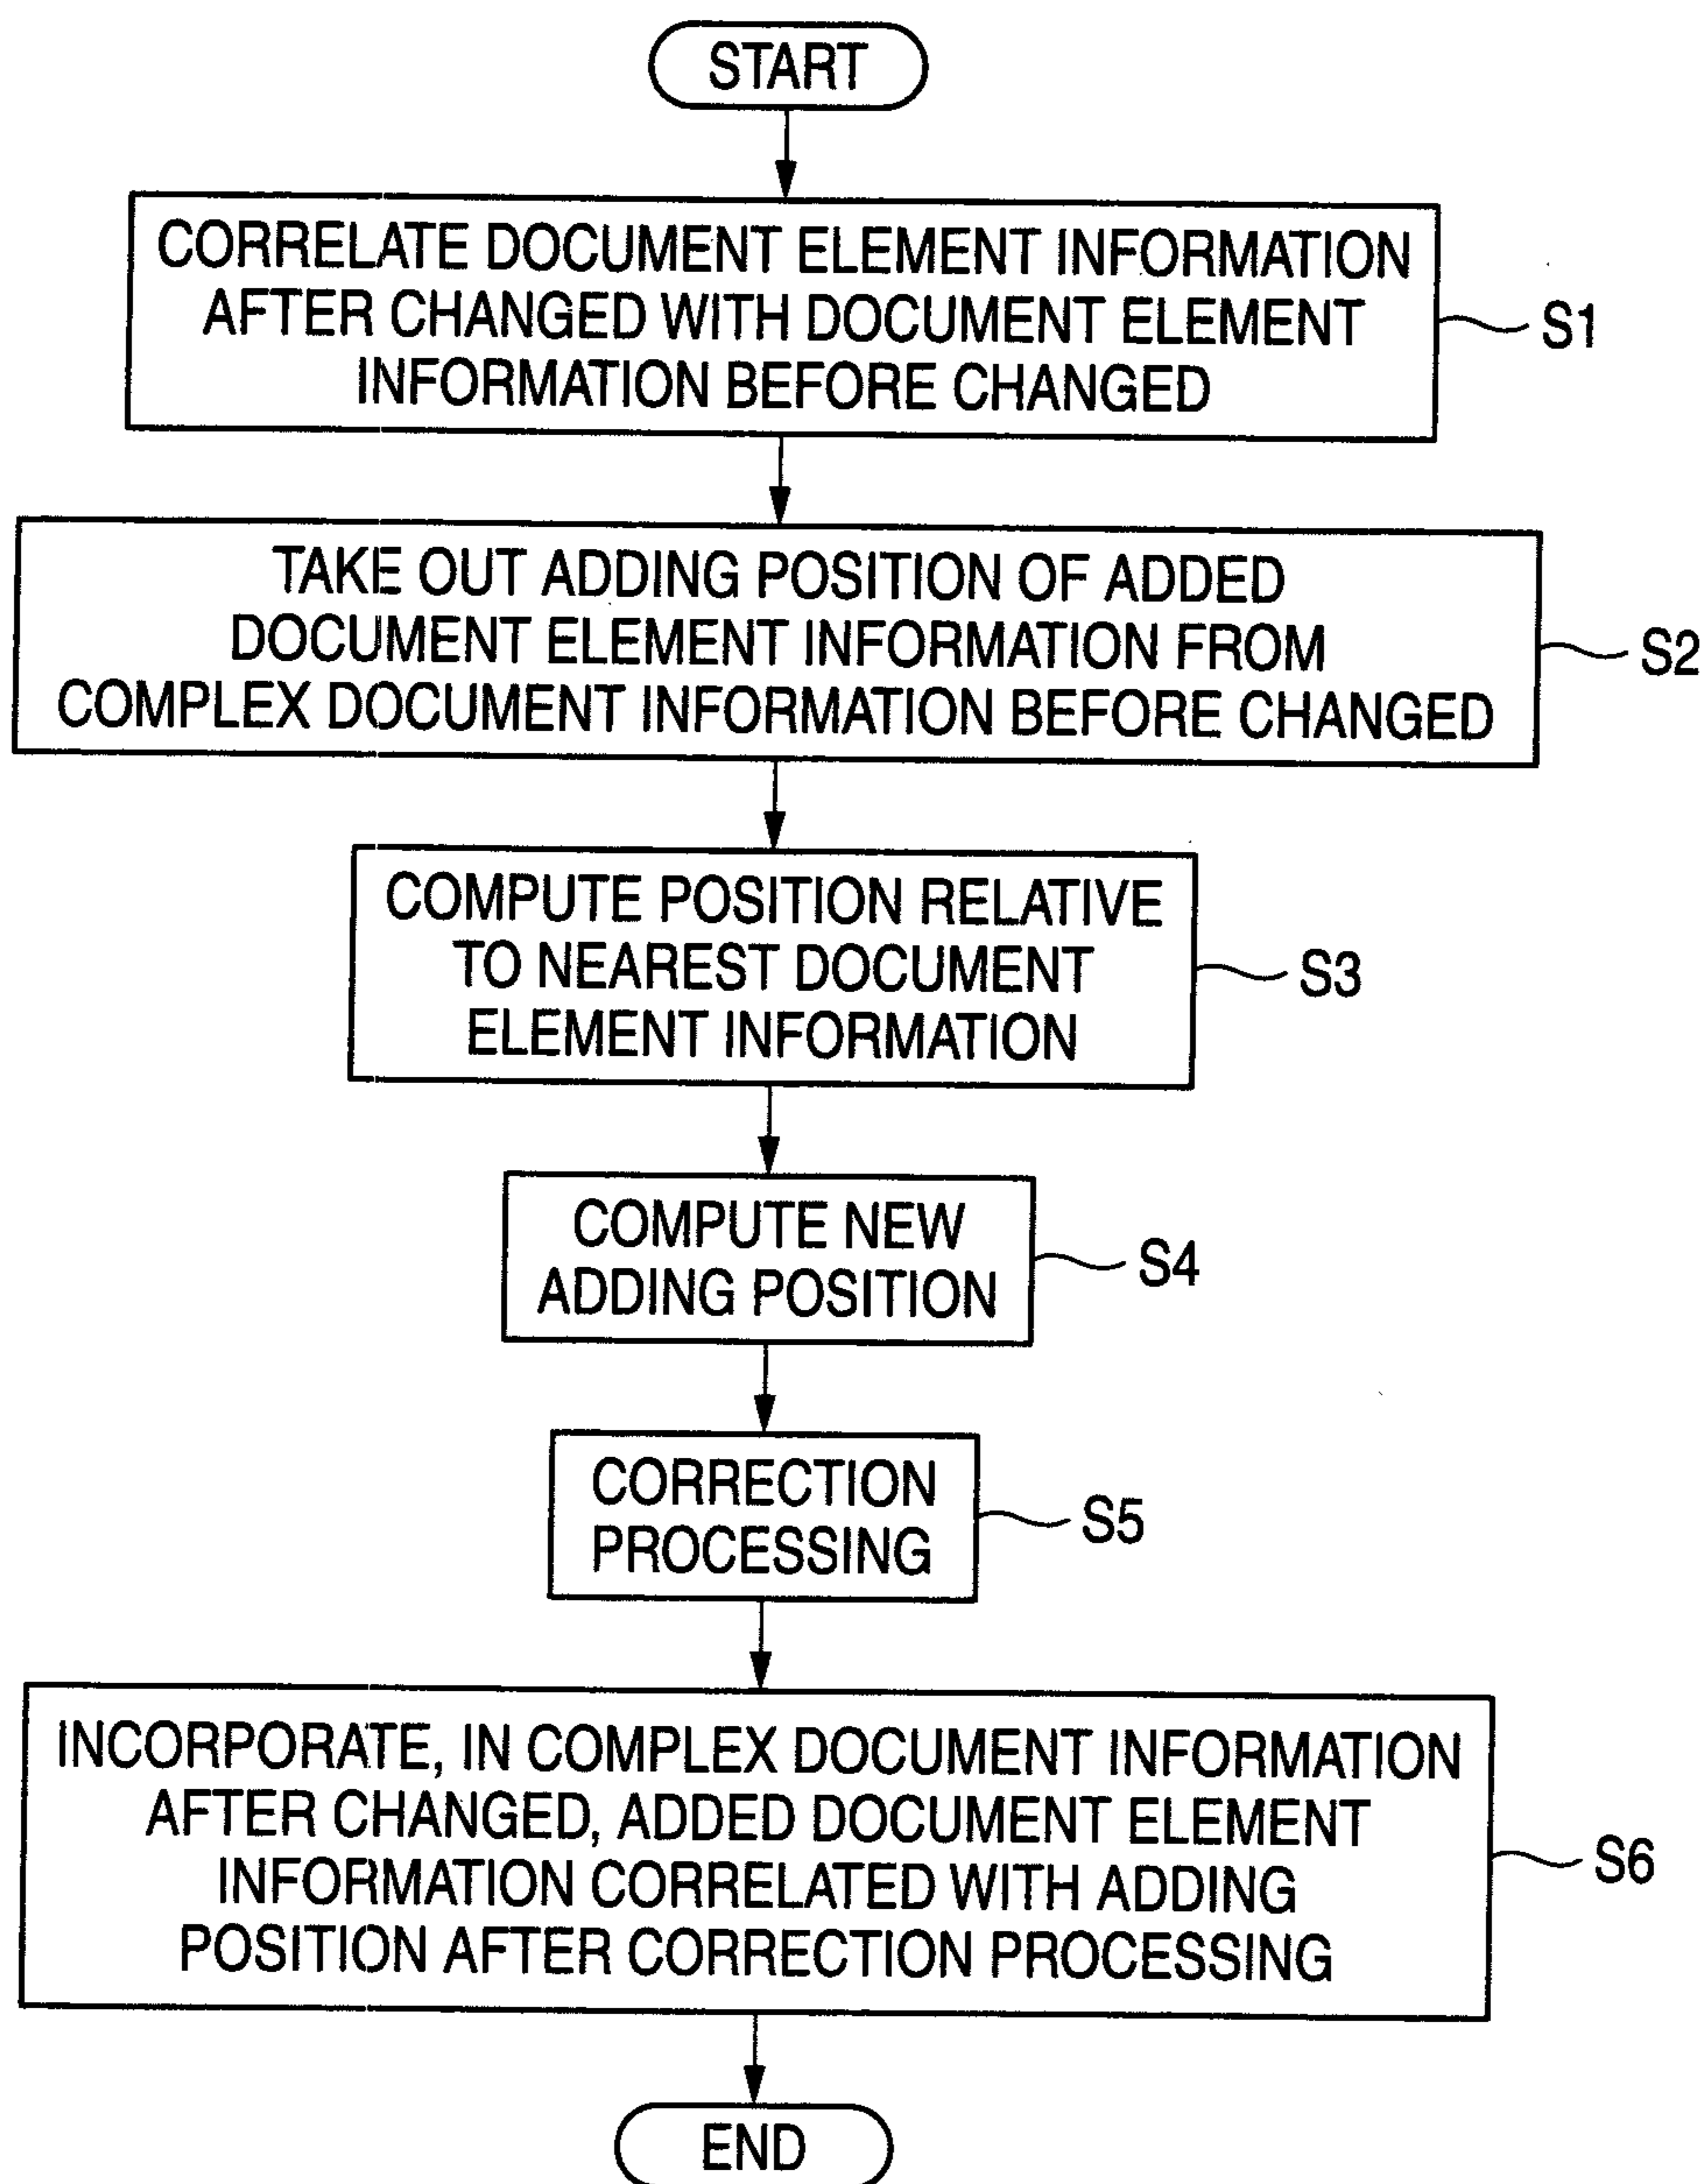 START
CORRELATE DOCUMENT ELEMENT INFORMATION
AFTER CHANGED WITH DOCUMENT ELEMENT
INFORMATION BEFORE CHANGED
S1
TAKE OUT ADDING POSITION OF ADDED
DOCUMENT ELEMENT INFORMATION FROM
COMPLEX DOCUMENT INFORMATION BEFORE CHANGED
S2
COMPUTE POSITION RELATIVE
TO NEAREST DOCUMENT
ELEMENT INFORMATION
S3
COMPUTE NEW
ADDING POSITION
S4
CORRECTION
PROCESSING
S5
INCORPORATE, IN COMPLEX DOCUMENT INFORMATION
AFTER CHANGED, ADDED DOCUMENT ELEMENT
INFORMATION CORRELATED WITH ADDING
POSITION AFTER CORRECTION PROCESSING
S6
END